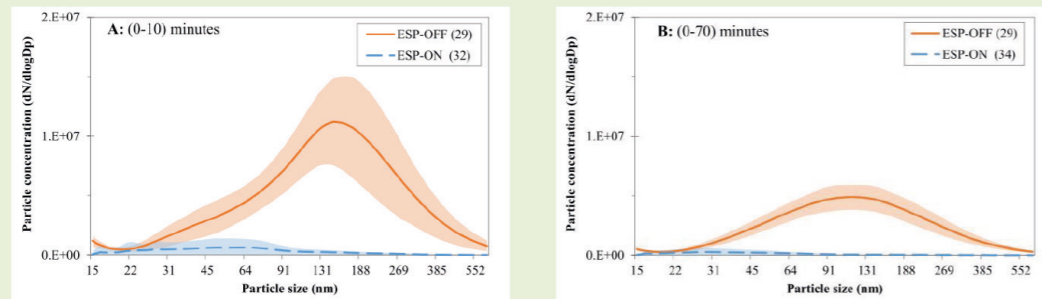 2.E+07
A: (0-10) minutes
ESP-OFF (29)
ESP-ON (32)
Particle concentration (dN/dlogDp)
1.E+07
0.E+00
15 22 31 45 64 91 131 188 269 385 552
Particle size (nm)
2.E+07
B: (0-70) minutes
ESP-OFF (29)
ESP-ON (34)
Particle concentration (dN/dlogDp)
1.E+07
0.E+00
15 22 31 45 64 91 131 188 269 385 552
Particle size (nm)